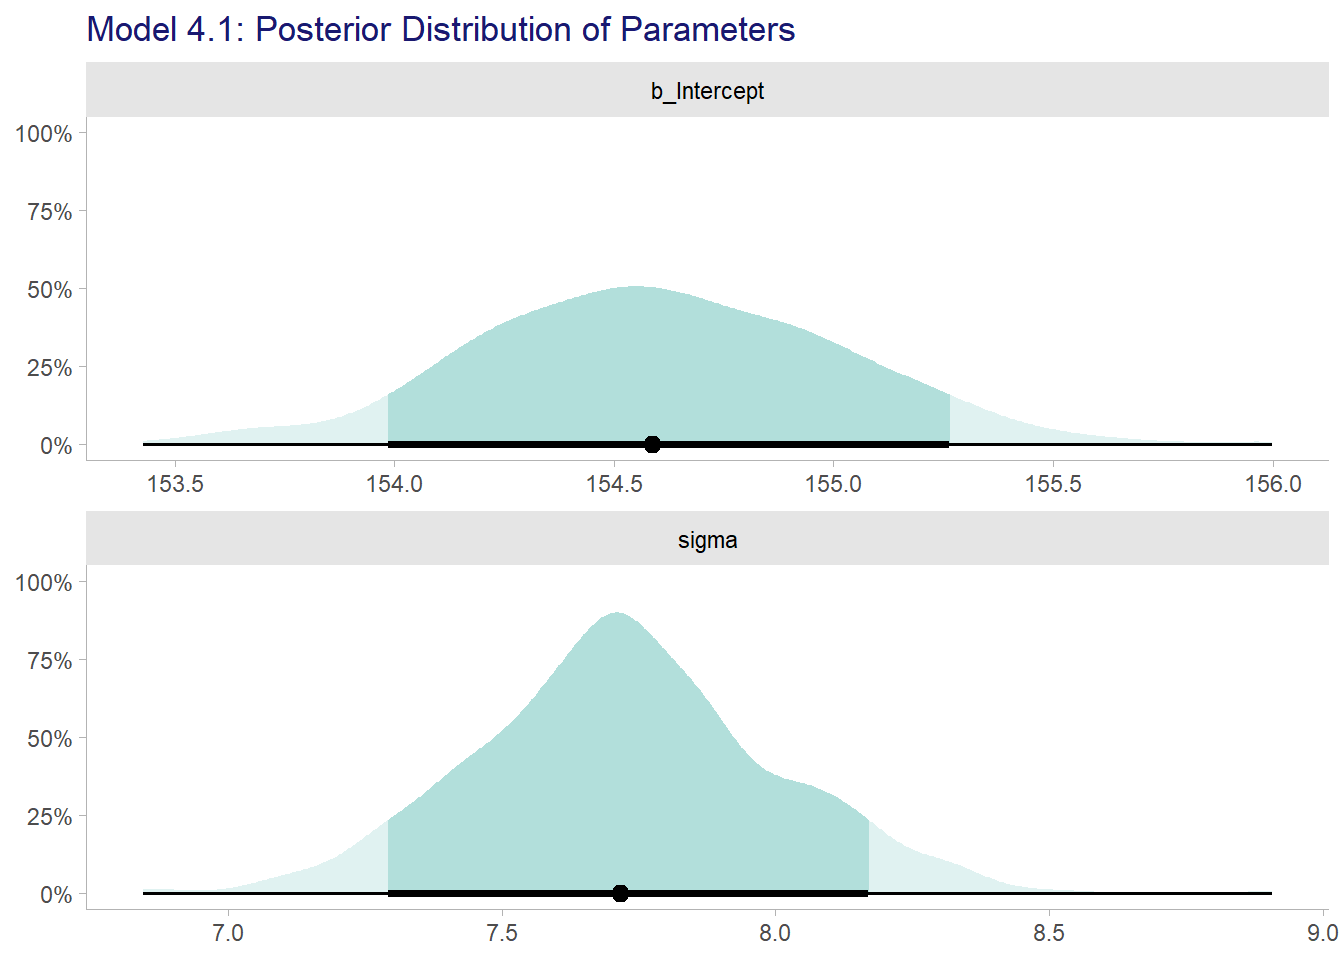 Model 4.1: Posterior Distribution of Parameters
b_Intercept
100%
75%
50%
25%
0%
153.5 154.0 154.5 155.0 155.5 156.0
sigma
100%
75%
50%
25%
0%
7.0 7.5 8.0 8.5 9.0